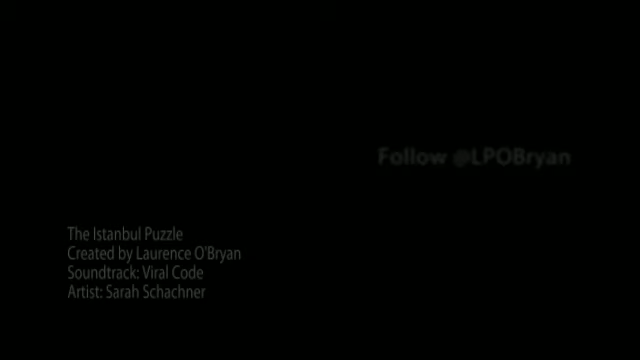 Follow @LPOBryan
The Istanbul Puzzle
Created by Laurence O'Bryan
Soundtrack: Viral Code
Artist: Sarah Schachner